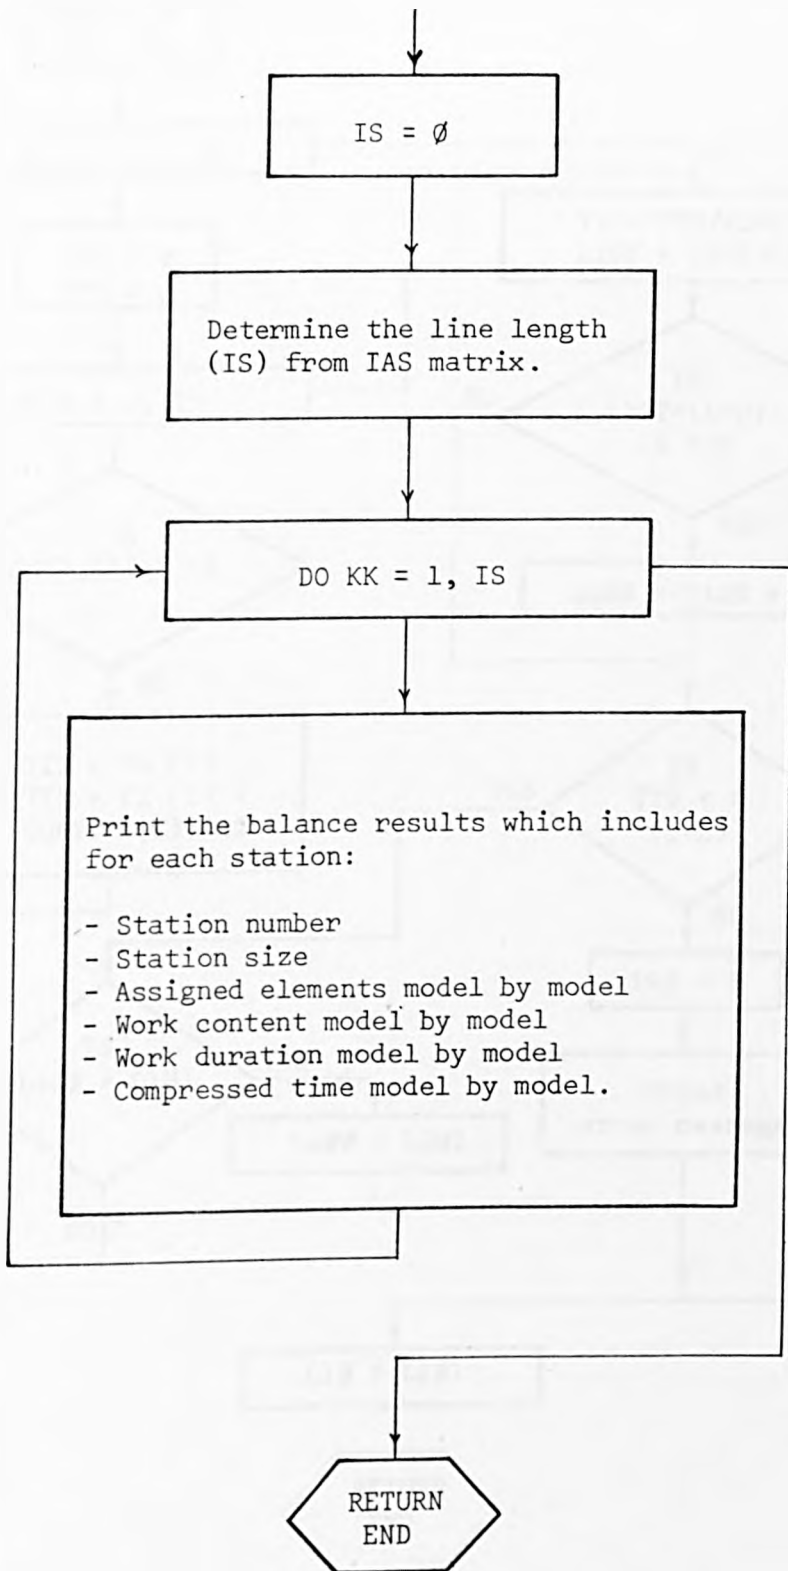 IS = Ø
Determine the line length
(IS) from IAS matrix.
DO KK = 1, IS
Print the balance results which includes
for each station:
- Station number
- Station size
- Assigned elements model by model
- Work content model by model
- Work duration model by model
- Compressed time model by model.
RETURN
END